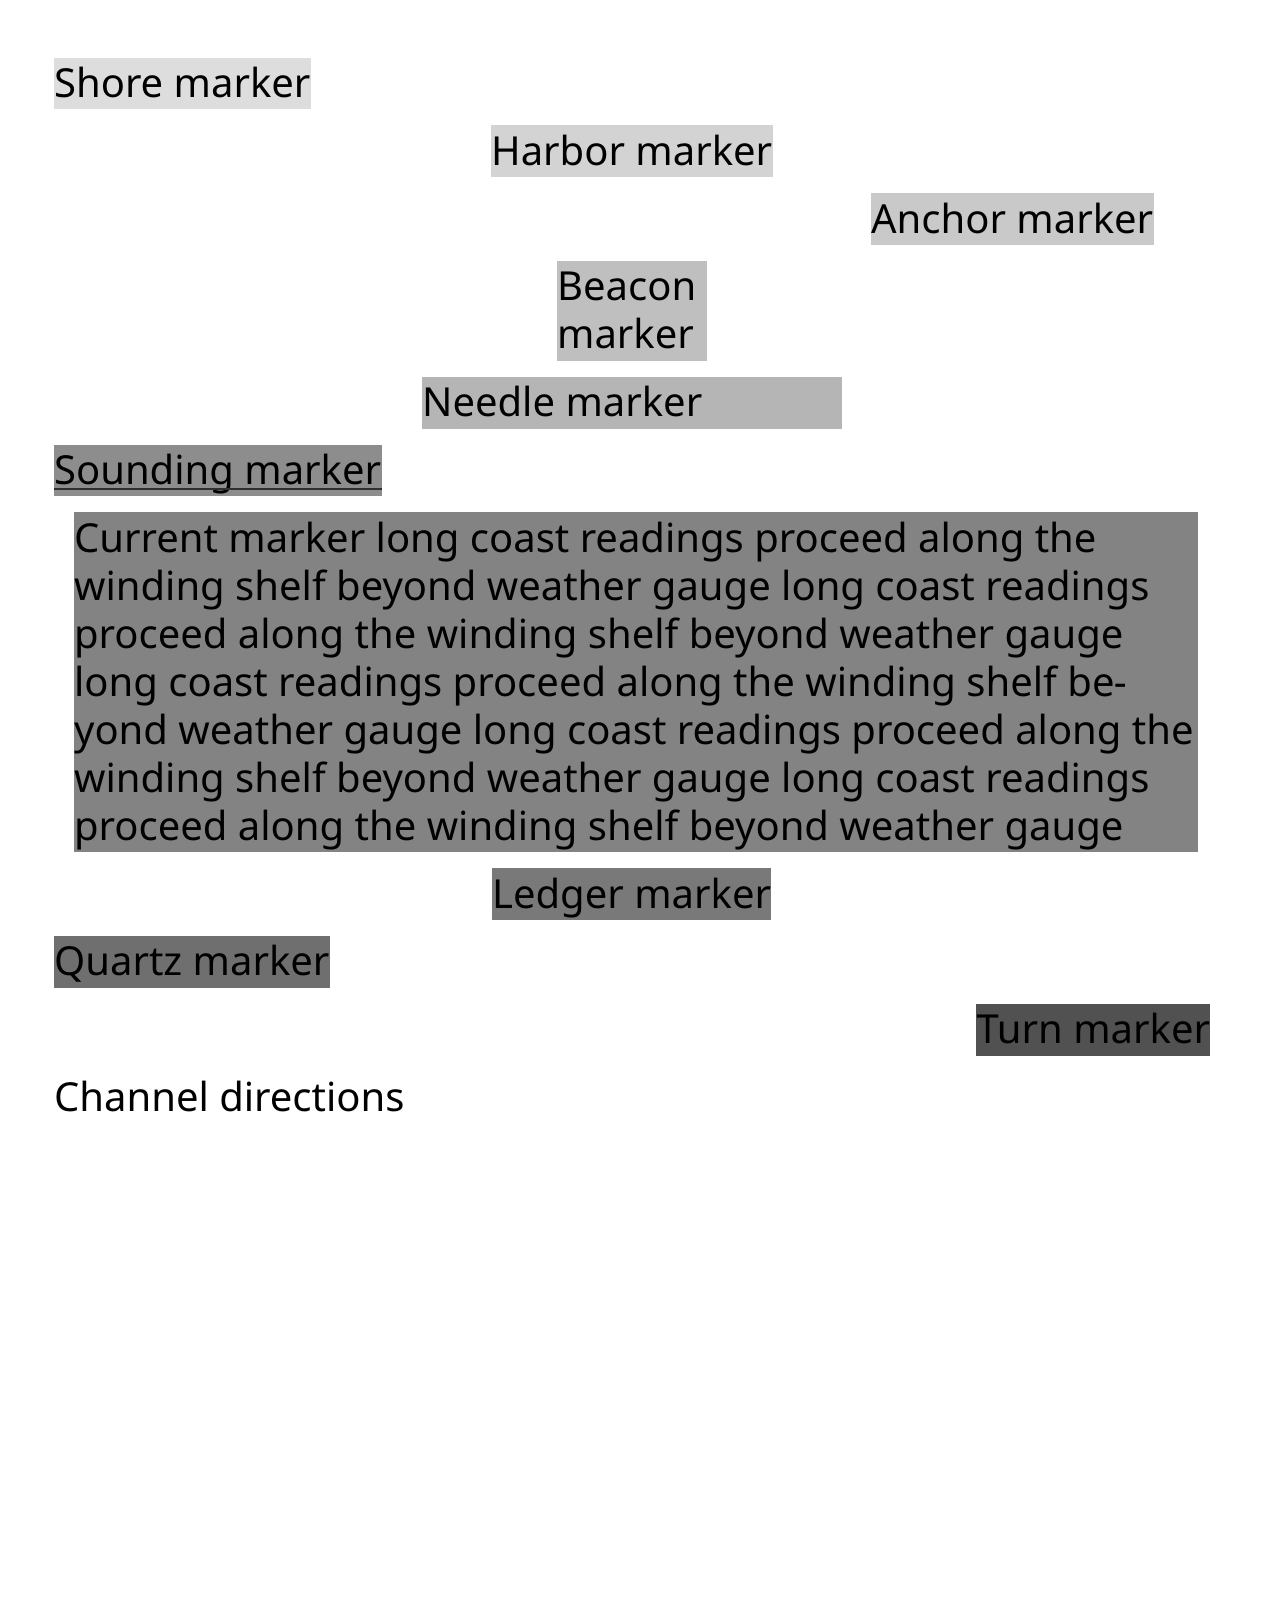 Shore marker
Harbor marker
Anchor marker
Beacon
marker
Needle marker
Sounding marker
Current marker long coast readings proceed along the
winding shelf beyond weather gauge long coast readings
proceed along the winding shelf beyond weather gauge
long coast readings proceed along the winding shelf be-
yond weather gauge long coast readings proceed along the
winding shelf beyond weather gauge long coast readings
proceed along the winding shelf beyond weather gauge
Ledger marker
Quartz marker
Turn marker
Channel directions